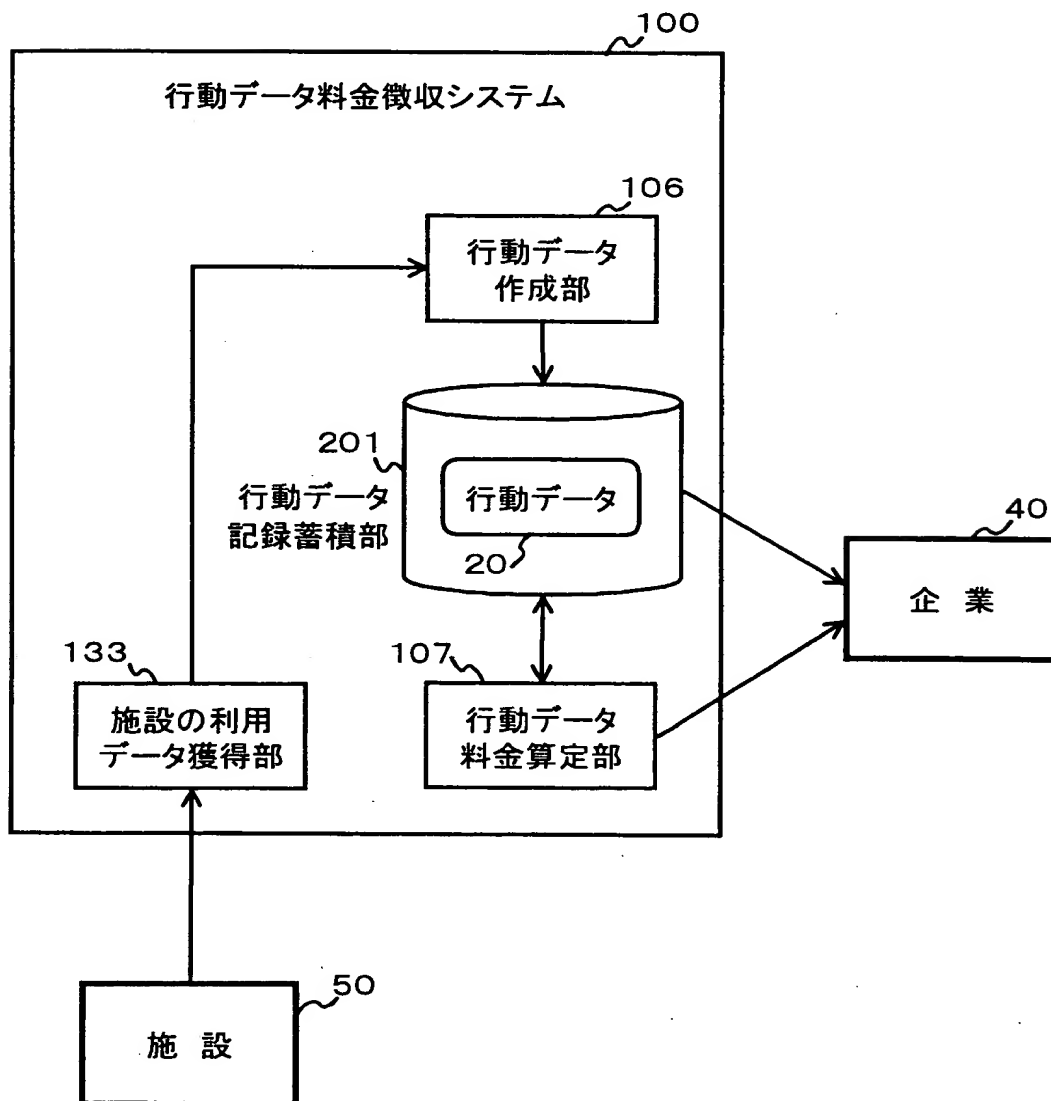 100
行動データ料金徴収システム
106
行動データ
作成部
201
行動データ
記録蓄積部
行動データ
20
40
企 業
133
施設の利用
データ獲得部
107
行動データ
料金算定部
50
施 設